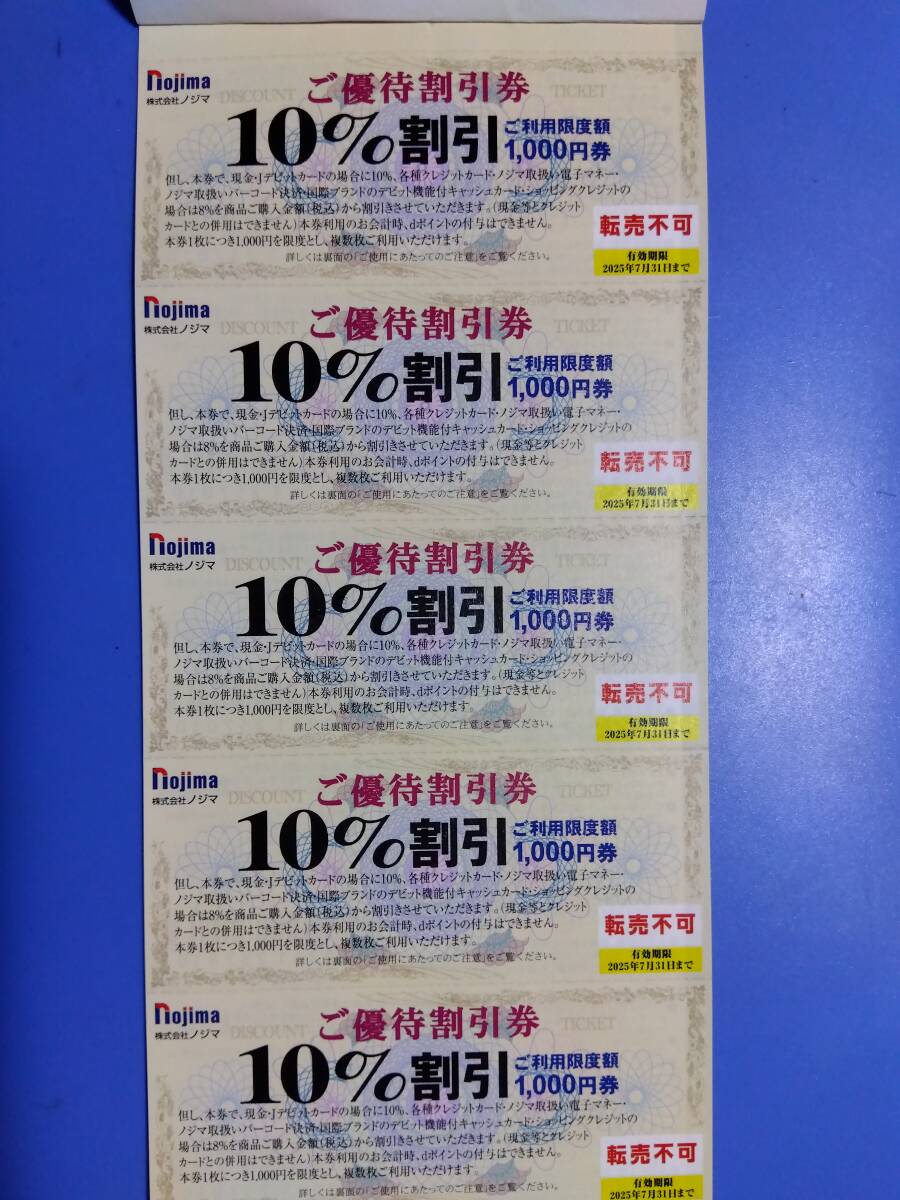 nojima
株式会社ノジマ
DISCOUNT
TICKET
ご優待割引券
10%割引
ご利用限度額
1,000円券
但し、本券で、現金・Jデビットカードの場合に10%、各種クレジットカード・ノジマ取扱い電子マネー・
ノジマ取扱いバーコード決済・国際ブランドのデビット機能付キャッシュカード・ショッピングクレジットの
場合は8%を商品ご購入金額(税込)から割引きさせていただきます。(現金等とクレジット
カードとの併用はできません)本券利用のお会計時、dポイントの付与はできません。
本券1枚につき1,000円を限度とし、複数枚ご利用いただけます。
詳しくは裏面の「ご使用にあたってのご注意」をご覧ください。
転売不可
有効期限
2025年7月31日まで
nojima
株式会社ノジマ
DISCOUNT
TICKET
ご優待割引券
10%割引
ご利用限度額
1,000円券
但し、本券で、現金・Jデビットカードの場合に10%、各種クレジットカード・ノジマ取扱い電子マネー・
ノジマ取扱いバーコード決済・国際ブランドのデビット機能付キャッシュカード・ショッピングクレジットの
場合は8%を商品ご購入金額(税込)から割引きさせていただきます。(現金等とクレジット
カードとの併用はできません)本券利用のお会計時、dポイントの付与はできません。
本券1枚につき1,000円を限度とし、複数枚ご利用いただけます。
詳しくは裏面の「ご使用にあたってのご注意」をご覧ください。
転売不可
有効期限
2025年7月31日まで
nojima
株式会社ノジマ
DISCOUNT
TICKET
ご優待割引券
10%割引
ご利用限度額
1,000円券
但し、本券で、現金・Jデビットカードの場合に10%、各種クレジットカード・ノジマ取扱い電子マネー・
ノジマ取扱いバーコード決済・国際ブランドのデビット機能付キャッシュカード・ショッピングクレジットの
場合は8%を商品ご購入金額(税込)から割引きさせていただきます。(現金等とクレジット
カードとの併用はできません)本券利用のお会計時、dポイントの付与はできません。
本券1枚につき1,000円を限度とし、複数枚ご利用いただけます。
詳しくは裏面の「ご使用にあたってのご注意」をご覧ください。
転売不可
有効期限
2025年7月31日まで
nojima
株式会社ノジマ
DISCOUNT
TICKET
ご優待割引券
10%割引
ご利用限度額
1,000円券
但し、本券で、現金・Jデビットカードの場合に10%、各種クレジットカード・ノジマ取扱い電子マネー・
ノジマ取扱いバーコード決済・国際ブランドのデビット機能付キャッシュカード・ショッピングクレジットの
場合は8%を商品ご購入金額(税込)から割引きさせていただきます。(現金等とクレジット
カードとの併用はできません)本券利用のお会計時、dポイントの付与はできません。
本券1枚につき1,000円を限度とし、複数枚ご利用いただけます。
詳しくは裏面の「ご使用にあたってのご注意」をご覧ください。
転売不可
有効期限
2025年7月31日まで
nojima
株式会社ノジマ
DISCOUNT
TICKET
ご優待割引券
10%割引
ご利用限度額
1,000円券
但し、本券で、現金・Jデビットカードの場合に10%、各種クレジットカード・ノジマ取扱い電子マネー・
ノジマ取扱いバーコード決済・国際ブランドのデビット機能付キャッシュカード・ショッピングクレジットの
場合は8%を商品ご購入金額(税込)から割引きさせていただきます。(現金等とクレジット
カードとの併用はできません)本券利用のお会計時、dポイントの付与はできません。
本券1枚につき1,000円を限度とし、複数枚ご利用いただけます。
詳しくは裏面の「ご使用にあたってのご注意」をご覧ください。
転売不可
有効期限
2025年7月31日まで